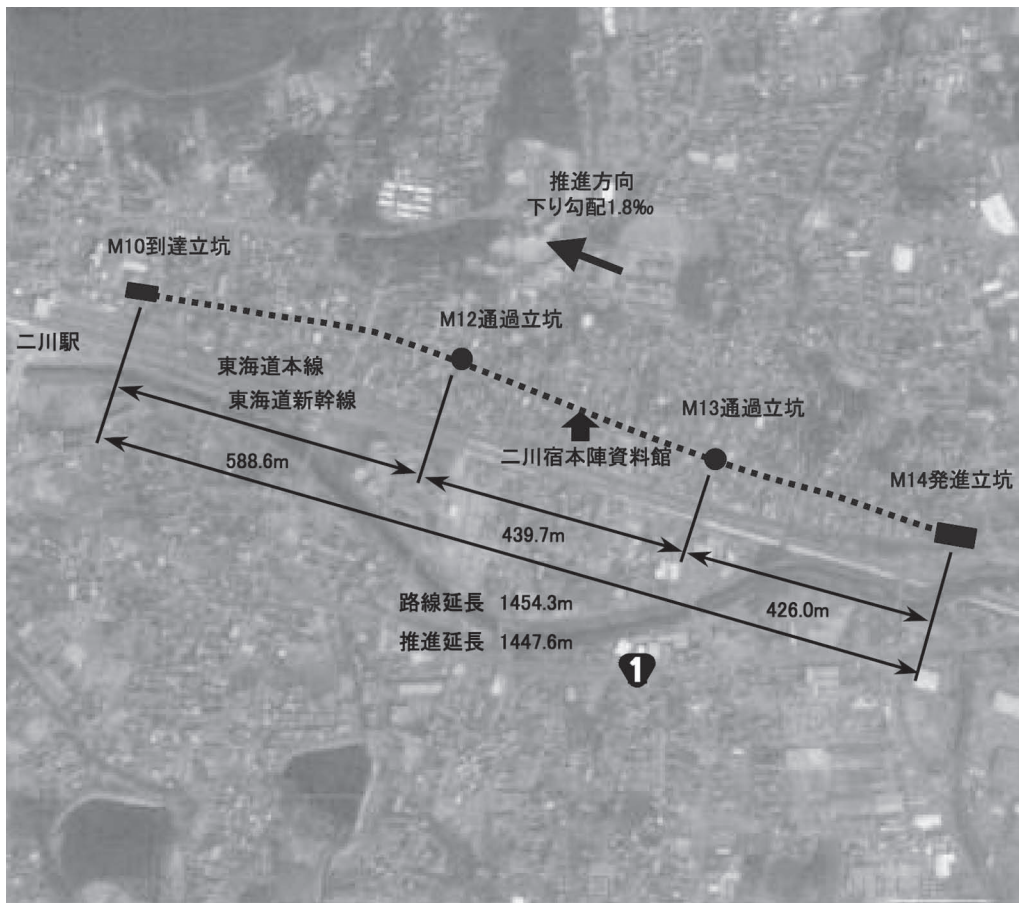 推進方向
下り勾配1.8‰
M10到達立坑
M12通過立坑
二川駅
東海道本線
東海道新幹線
M13通過立坑
二川宿本陣資料館
588.6m
M14発進立坑
439.7m
路線延長 1454.3m
426.0m
推進延長 1447.6m
1